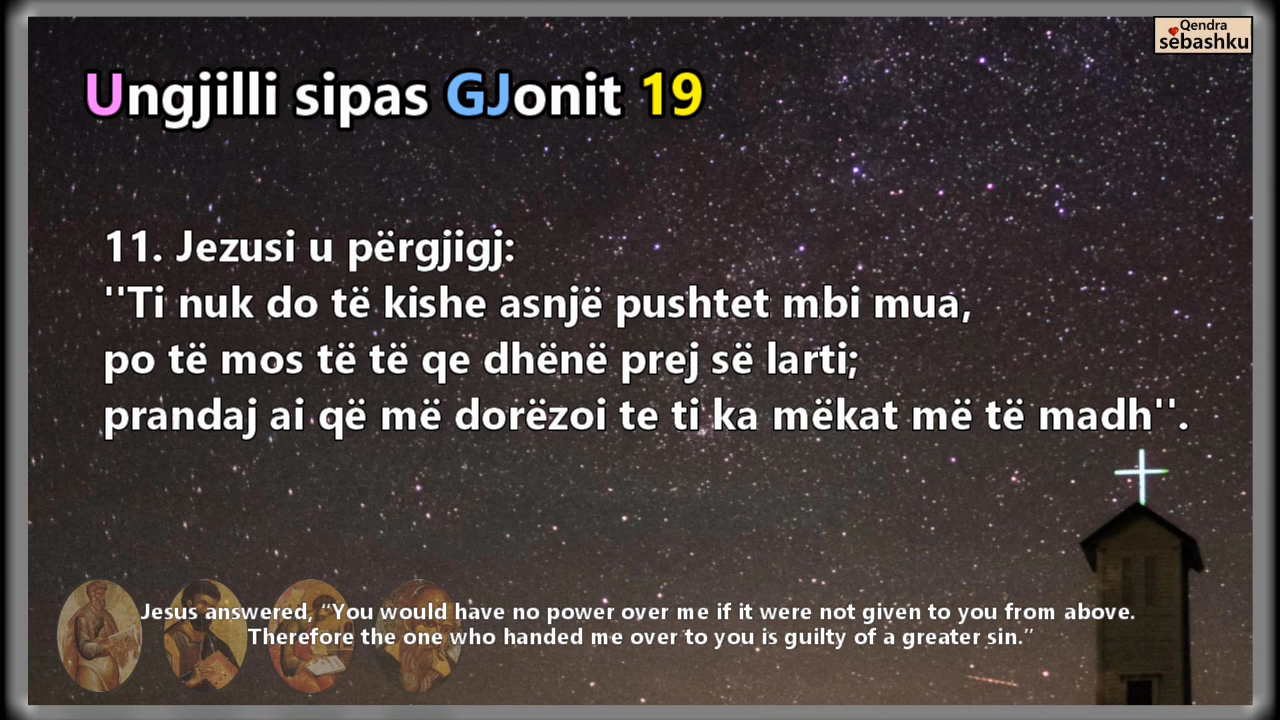 Qendra
sëbashku
Ungjilli sipas GJonit 19
11. Jezusi u përgjigj:
''Ti nuk do të kishe asnjë pushtet mbi mua,
po të mos të të qe dhënë prej së larti;
prandaj ai që më dorëzoi te ti ka mëkat më të madh''.
Jesus answered, “You would have no power over me if it were not given to you from above.
Therefore the one who handed me over to you is guilty of a greater sin.”